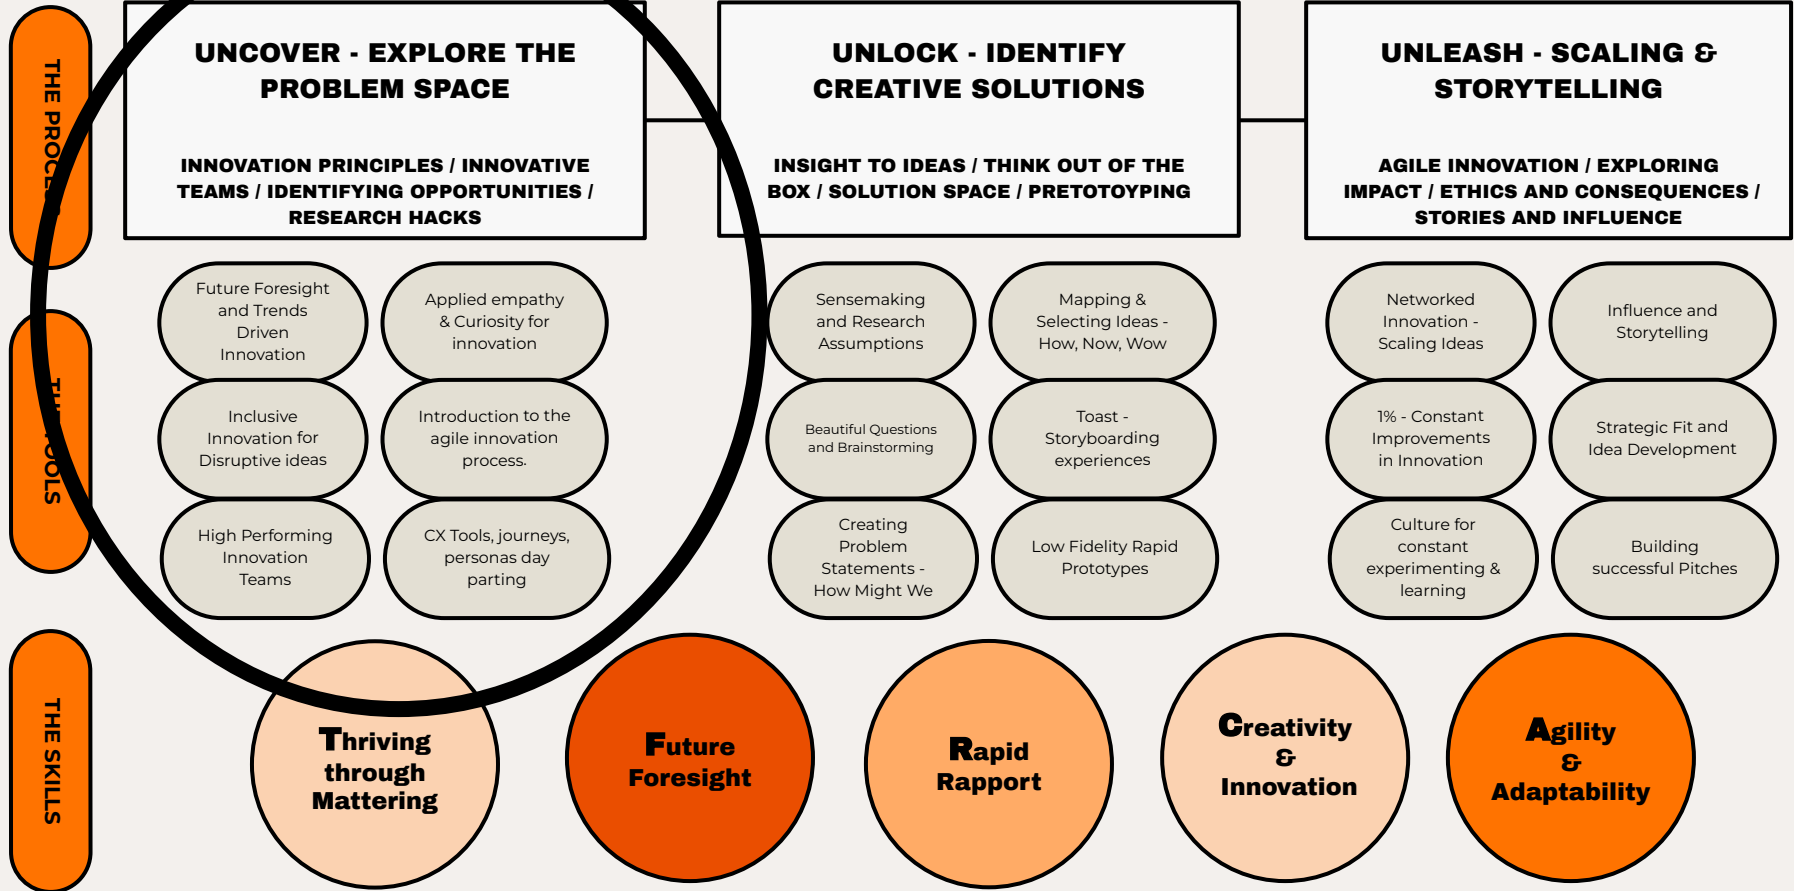 THE PROCESS
UNCOVER - EXPLORE THE
PROBLEM SPACE
INNOVATION PRINCIPLES / INNOVATIVE
TEAMS / IDENTIFYING OPPORTUNITIES /
RESEARCH HACKS
UNLOCK - IDENTIFY
CREATIVE SOLUTIONS
INSIGHT TO IDEAS / THINK OUT OF THE
BOX / SOLUTION SPACE / PRETOTOYPING
UNLEASH - SCALING &
STORYTELLING
AGILE INNOVATION / EXPLORING
IMPACT / ETHICS AND CONSEQUENCES /
STORIES AND INFLUENCE
THE TOOLS
Future Foresight
and Trends
Driven
Innovation
Applied empathy
& Curiosity for
innovation
Inclusive
Innovation for
Disruptive ideas
Introduction to the
agile innovation
process.
High Performing
Innovation
Teams
CX Tools, journeys,
personas day
parting
Sensemaking
and Research
Assumptions
Mapping &
Selecting Ideas -
How, Now, Wow
Beautiful Questions
and Brainstorming
Toast -
Storyboarding
experiences
Creating
Problem
Statements -
How Might We
Low Fidelity Rapid
Prototypes
Networked
Innovation -
Scaling Ideas
Influence and
Storytelling
1% - Constant
Improvements
in Innovation
Strategic Fit and
Idea Development
Culture for
constant
experimenting &
learning
Building
successful Pitches
THE SKILLS
Thriving
through
Mattering
Future
Foresight
Rapid
Rapport
Creativity
&
Innovation
Agility
&
Adaptability